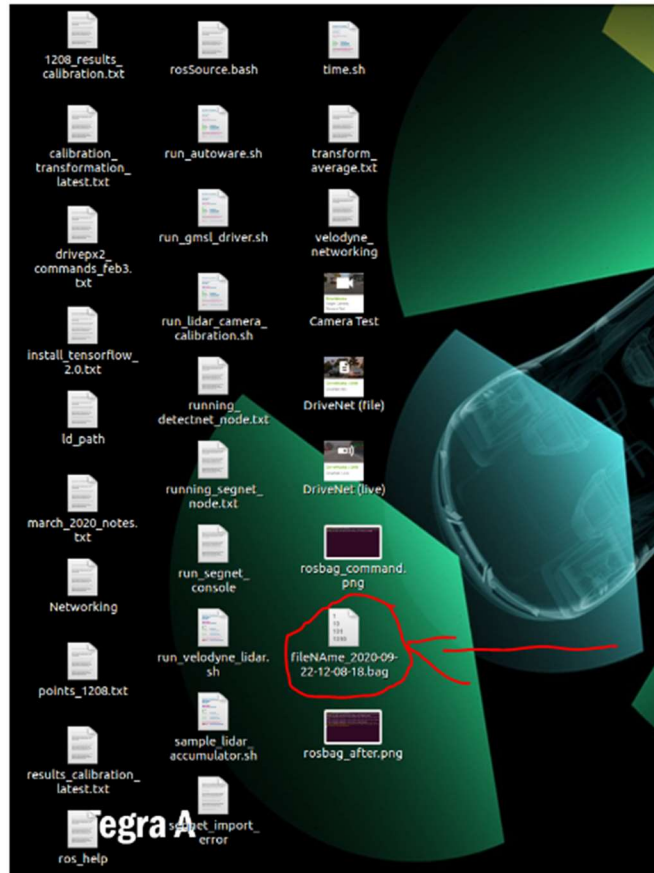 1208_results_
calibration.txt
calibration_
transformation_
latest.txt
drivepx2_
commands_feb3.
txt
install_tensorflow_
2.0.txt
ld_path
march_2020_notes.
txt
Networking
points_1208.txt
results_calibration_
latest.txt
ros_help
rosSource.bash
run_autoware.sh
run_gmsl_driver.sh
run_lidar_camera_
calibration.sh
running_
detectnet_node.txt
running_segnet_
node.txt
run_segnet_
console
run_velodyne_lidar.
sh
sample_lidar_
accumulator.sh
segnet_import_
error
time.sh
transform_
average.txt
velodyne_
networking
Camera Test
DriveNet (file)
DriveNet (live)
rosbag_command.
png
fileNAme_2020-09-
22-12-08-18.bag
rosbag_after.png
Tegra A